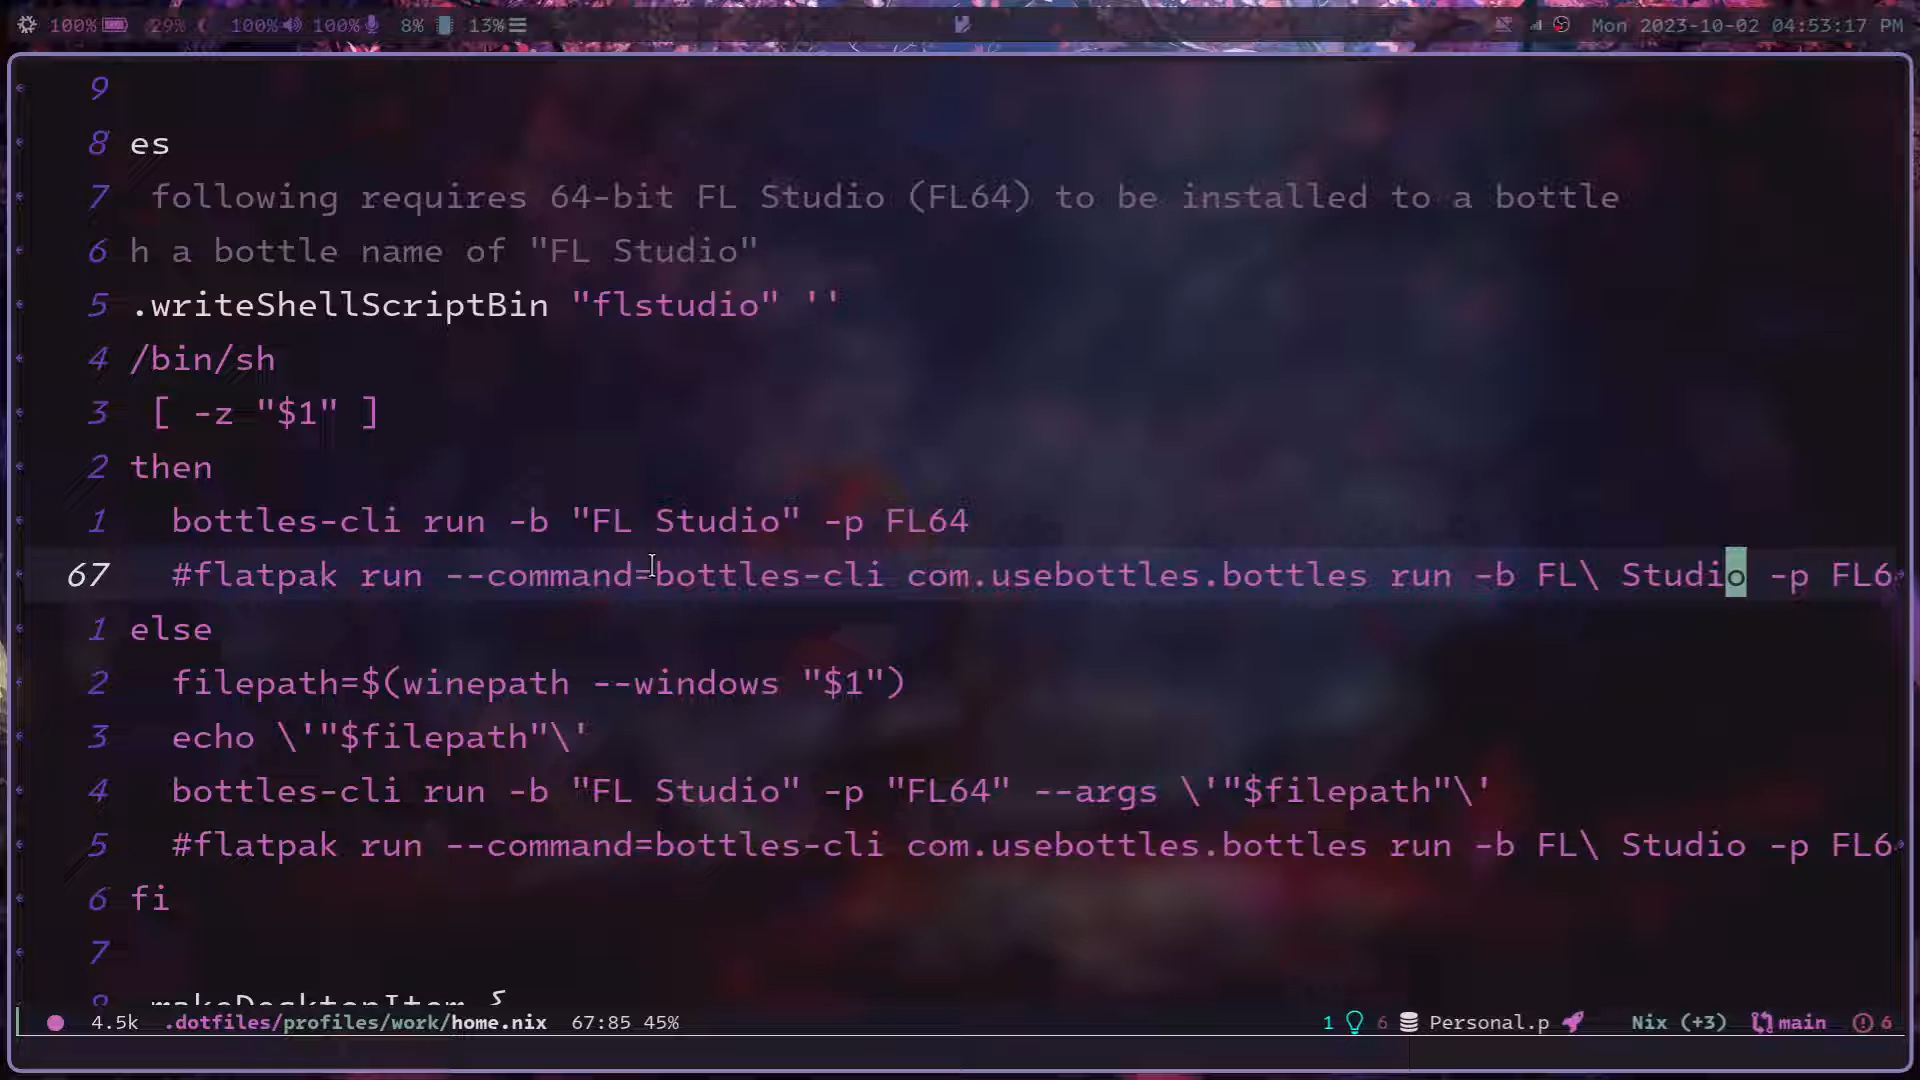 100% 29% 100% 100% 8% 13% Mon 2023-10-02 04:53:17 PM
9
8 es
7 following requires 64-bit FL Studio (FL64) to be installed to a bottle
6 h a bottle name of "FL Studio"
5 .writeShellScriptBin "flstudio" ''
4 /bin/sh
3 [ -z "$1" ]
2 then
1 bottles-cli run -b "FL Studio" -p FL64
67 #flatpak run --command=bottles-cli com.usebottles.bottles run -b FL\ Studio -p FL6
1 else
2 filepath=$(winepath --windows "$1")
3 echo \'"$filepath"\'
4 bottles-cli run -b "FL Studio" -p "FL64" --args \'"$filepath"\'
5 #flatpak run --command=bottles-cli com.usebottles.bottles run -b FL\ Studio -p FL6
6 fi
7
8 makeDesktopItem {
4.5k .dotfiles/profiles/work/home.nix 67:85 45% 1 6 Personal.p Nix (+3) main 6